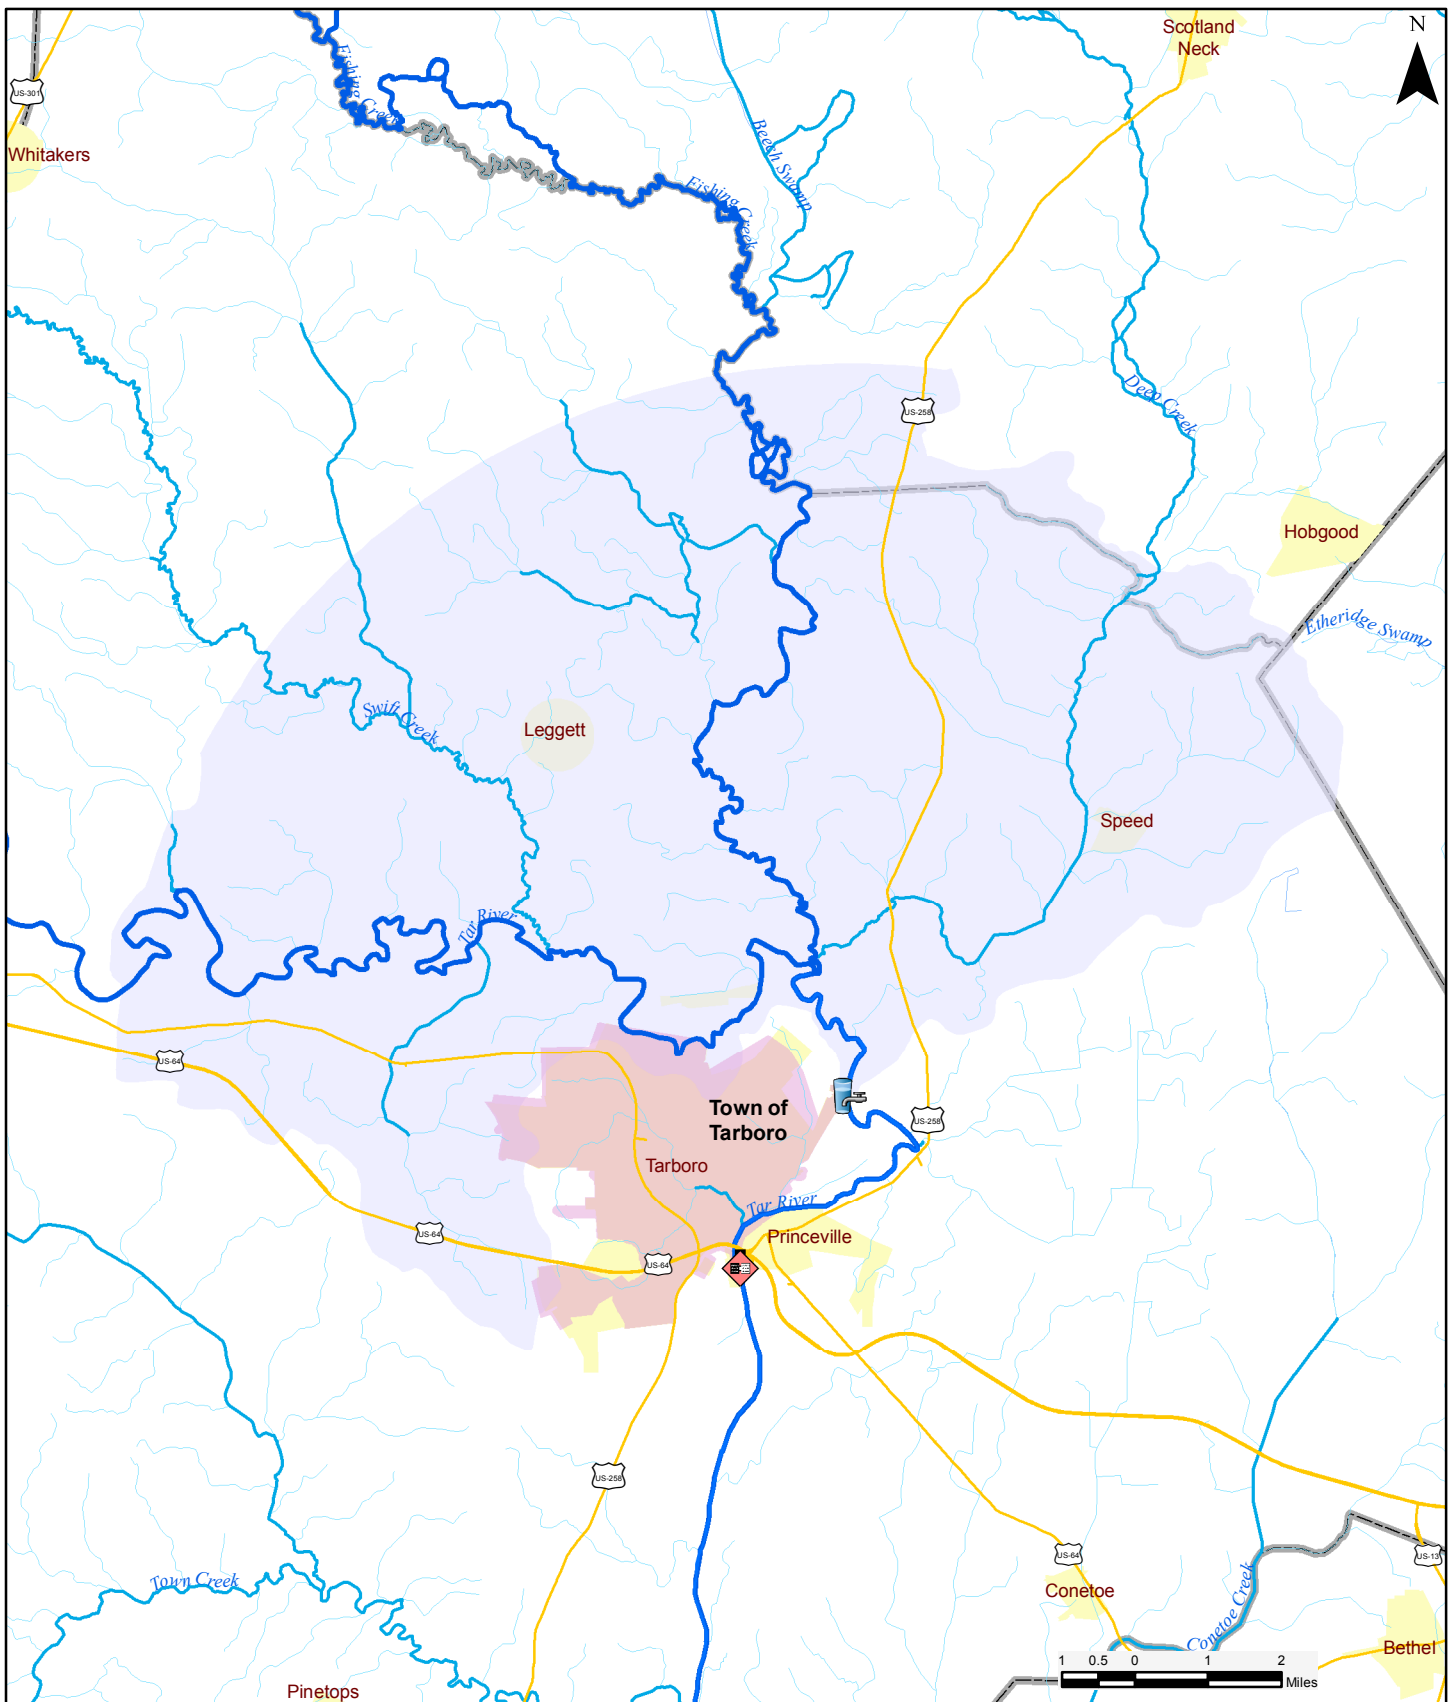 N
Scotland
Neck
US-301
Fishing Creek
Whitakers
Beech Swamp
Fishing Creek
Deep Creek
US-258
Hobgood
Etheridge Swamp
Swift Creek
Leggett
Speed
Tar River
US-64
Town of
Tarboro
US-258
Tarboro
Tar River
Princeville
US-64
US-64
US-258
US-64
US-13
Town Creek
Conetoe
Conetoe Creek
Bethel
1 0.5 0 1 2
Miles
Pinetops